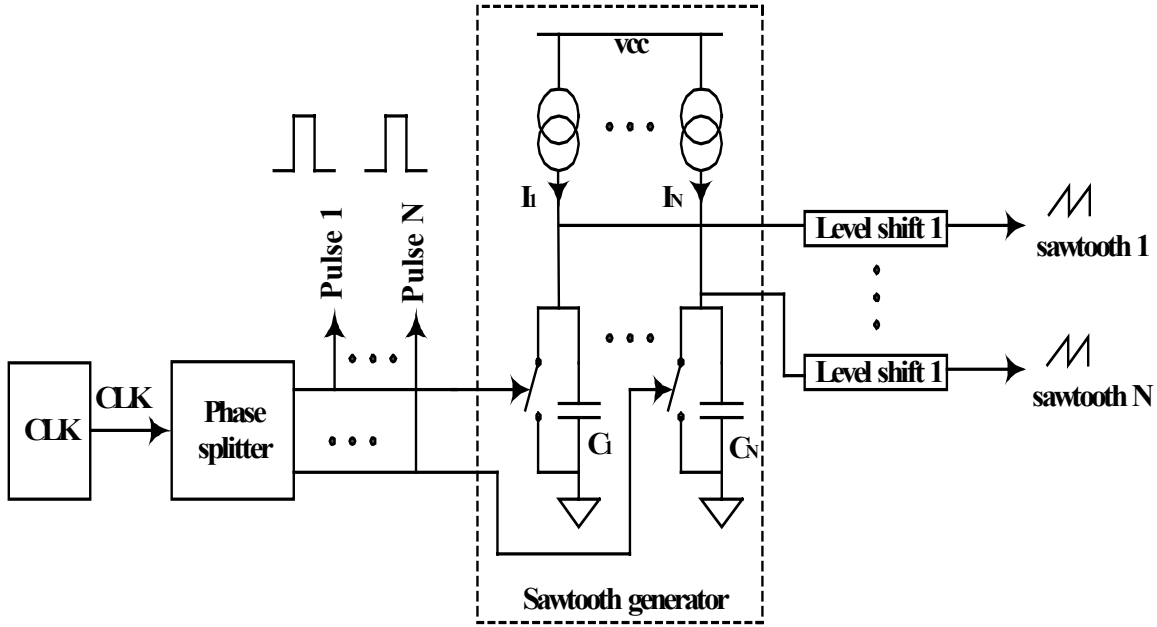 vcc
Pulse 1
Pulse N
I1
IN
Level shift 1
sawtooth 1
CLK
CLK
Phase
splitter
C1
CN
Level shift 1
sawtooth N
Sawtooth generator